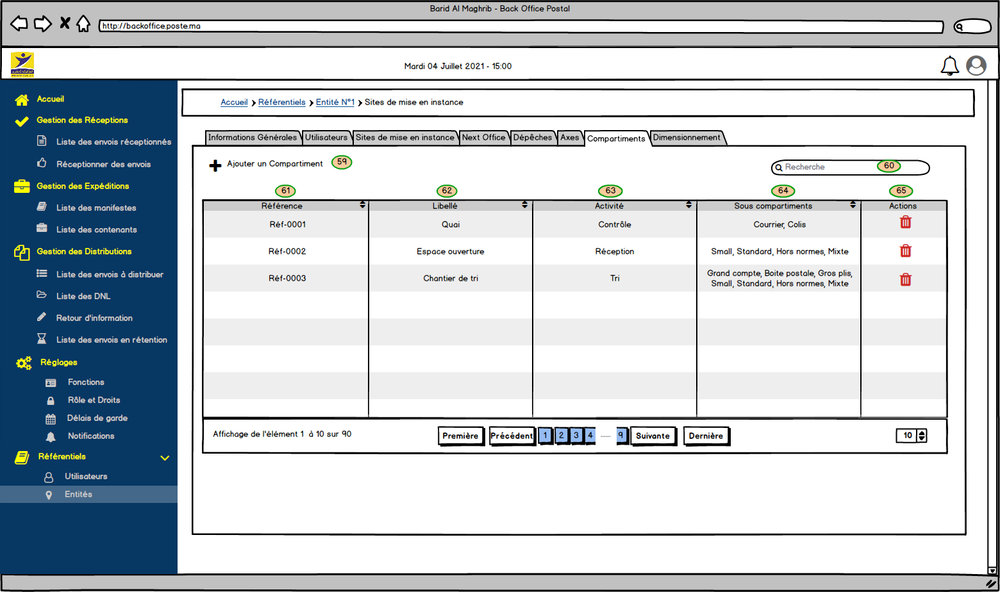 Barid Al Maghrib - Back Office Postal
http://backoffice.poste.ma
Mardi 04 Juillet 2021 - 15:00
Accueil
Gestion des Réceptions
Liste des envois réceptionnés
Réceptionner des envois
Gestion des Expéditions
Liste des manifestes
Liste des contenants
Gestion des Distributions
Liste des envois à distribuer
Liste des DNL
Retour d'information
Liste des envois en rétention
Réglages
Fonctions
Rôle et Droits
Délais de garde
Notifications
Référentiels
Utilisateurs
Entités
Accueil Référentiels Entité N°1 Sites de mise en instance
Informations Générales Utilisateurs Sites de mise en instance Next Office Dépêches Axes Compartiments Dimensionnement
Ajouter un Compartiment 59
Recherche 60
61 62 63 64 65
Référence Libellé Activité Sous compartiments Actions
Réf-0001 Quai Contrôle Courrier, Colis
Réf-0002 Espace ouverture Réception Small, Standard, Hors normes, Mixte
Réf-0003 Chantier de tri Tri Grand compte, Boite postale, Gros plis,
Small, Standard, Hors normes, Mixte
Affichage de l'élément 1 à 10 sur 90 Première Précédent 1 2 3 4 ...... 9 Suivante Dernière 10